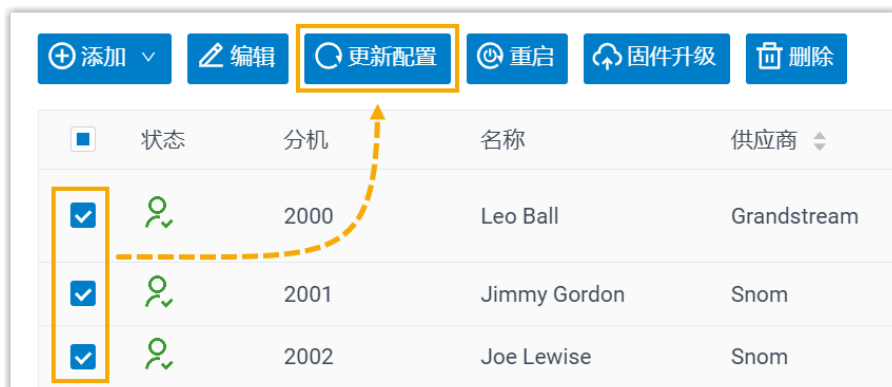 添加 编辑 更新配置 重启 固件升级 删除
状态 分机 名称 供应商
2000 Leo Ball Grandstream
2001 Jimmy Gordon Snom
2002 Joe Lewise Snom